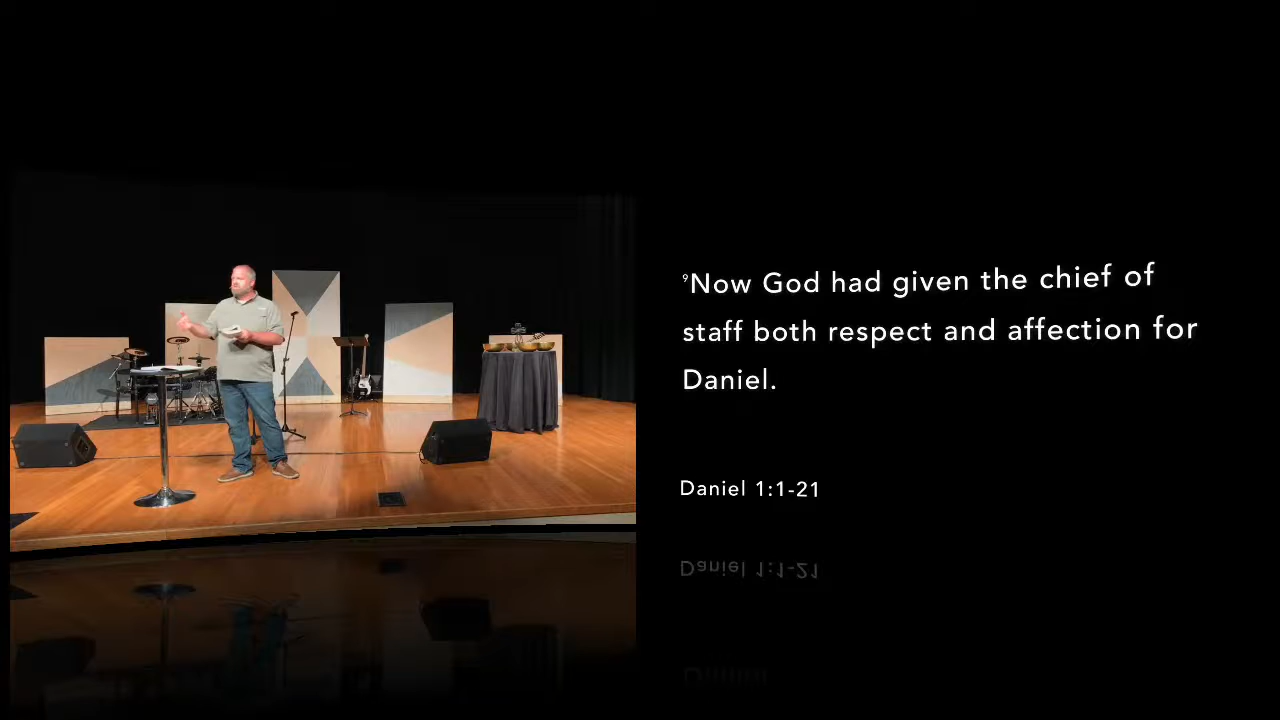 ⁹Now God had given the chief of
staff both respect and affection for
Daniel.
Daniel 1:1-21